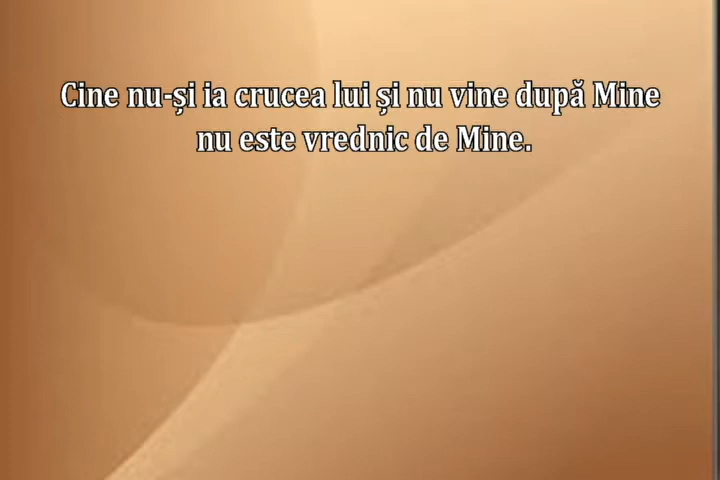 Cine nu-și ia crucea lui și nu vine după Mine
nu este vrednic de Mine.